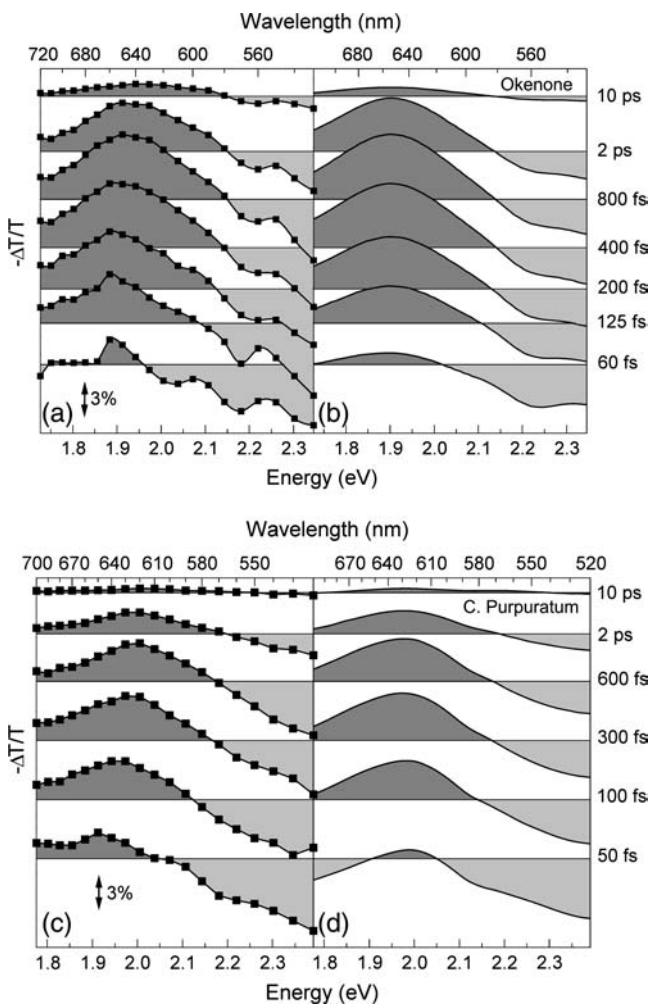 Wavelength (nm)
720 680 640 600 560 680 640 600 560
Okenone
10 ps
2 ps
800 fs
400 fs
200 fs
125 fs
60 fs
-ΔT/T
3%
(a) (b)
1.8 1.9 2.0 2.1 2.2 2.3 1.8 1.9 2.0 2.1 2.2 2.3
Energy (eV)
Wavelength (nm)
700 670 640 610 580 550 670 640 610 580 550 520
C. Purpuratum
10 ps
2 ps
600 fs
300 fs
100 fs
50 fs
-ΔT/T
3%
(c) (d)
1.8 1.9 2.0 2.1 2.2 2.3 1.8 1.9 2.0 2.1 2.2 2.3
Energy (eV)